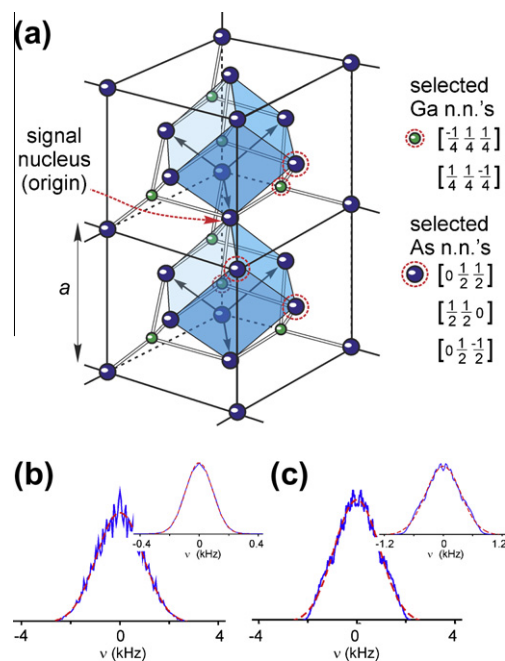 (a)
signal
nucleus
(origin)
a
selected
Ga n.n.'s
[-1/4 1/4 1/4]
[1/4 1/4 -1/4]
selected
As n.n.'s
[0 1/2 1/2]
[1/2 1/2 0]
[0 1/2 -1/2]
(b)
-0.4 0 0.4
ν (kHz)
-4 0 4
ν (kHz)
(c)
-1.2 0 1.2
ν (kHz)
-4 0 4
ν (kHz)